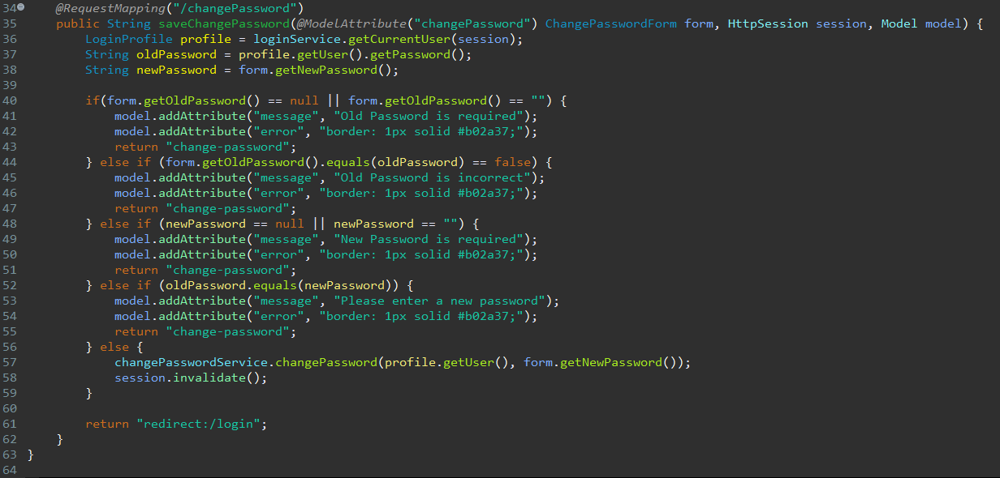 34 @RequestMapping("/changePassword")
35 public String saveChangePassword(@ModelAttribute("changePassword") ChangePasswordForm form, HttpSession session, Model model) {
36 LoginProfile profile = loginService.getCurrentUser(session);
37 String oldPassword = profile.getUser().getPassword();
38 String newPassword = form.getNewPassword();
39
40 if(form.getOldPassword() == null || form.getOldPassword() == "") {
41 model.addAttribute("message", "Old Password is required");
42 model.addAttribute("error", "border: 1px solid #b02a37;");
43 return "change-password";
44 } else if (form.getOldPassword().equals(oldPassword) == false) {
45 model.addAttribute("message", "Old Password is incorrect");
46 model.addAttribute("error", "border: 1px solid #b02a37;");
47 return "change-password";
48 } else if (newPassword == null || newPassword == "") {
49 model.addAttribute("message", "New Password is required");
50 model.addAttribute("error", "border: 1px solid #b02a37;");
51 return "change-password";
52 } else if (oldPassword.equals(newPassword)) {
53 model.addAttribute("message", "Please enter a new password");
54 model.addAttribute("error", "border: 1px solid #b02a37;");
55 return "change-password";
56 } else {
57 changePasswordService.changePassword(profile.getUser(), form.getNewPassword());
58 session.invalidate();
59 }
60
61 return "redirect:/login";
62 }
63 }
64